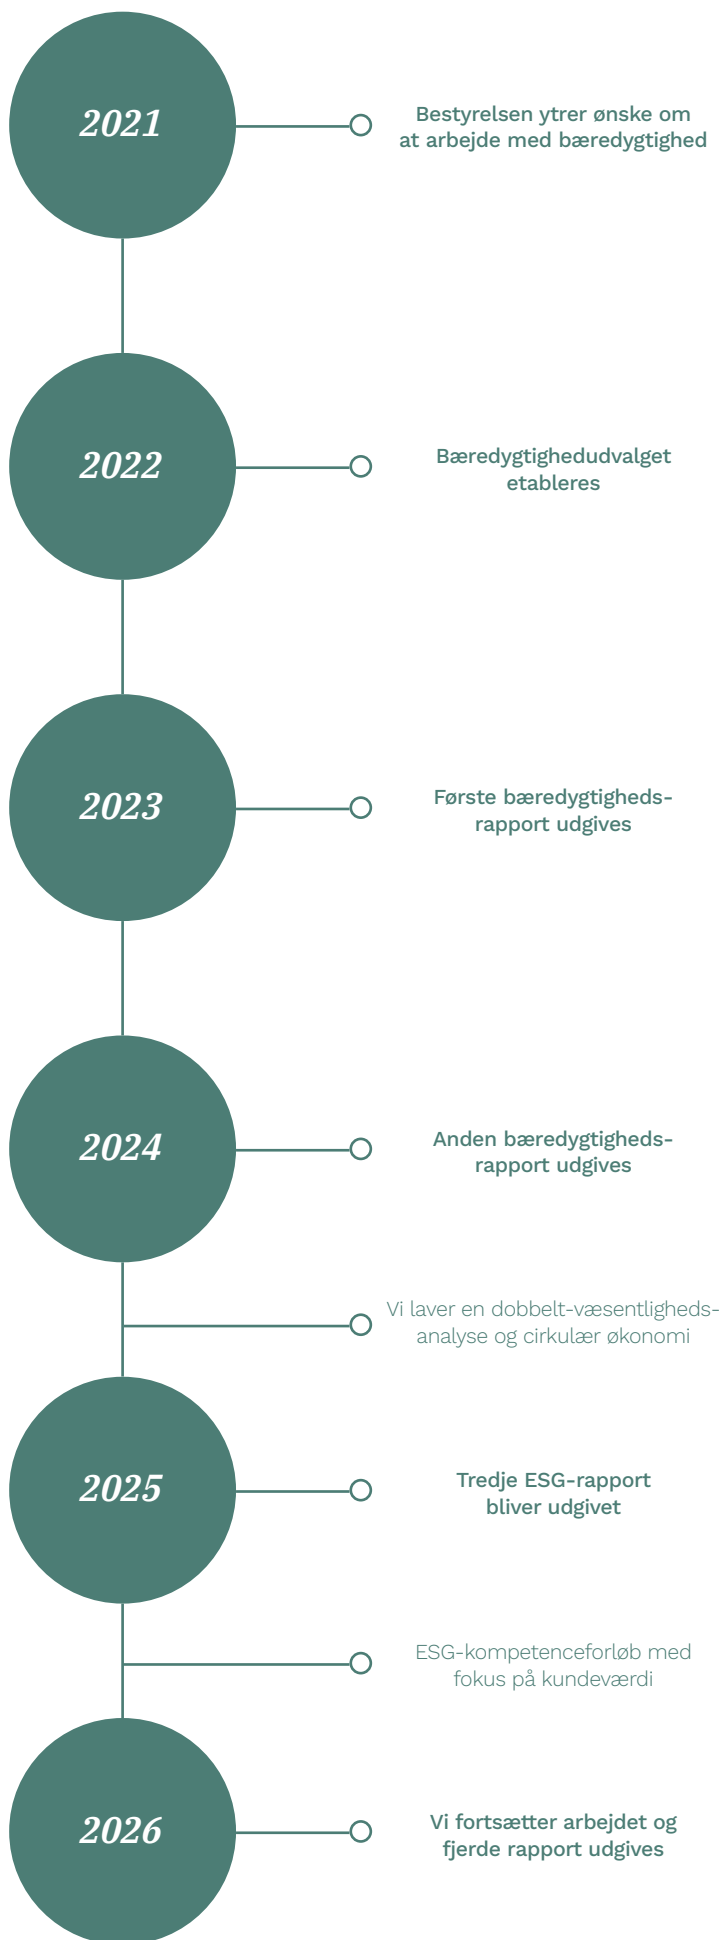 2021
Bestyrelsen ytrer ønske om
at arbejde med bæredygtighed
2022
Bæredygtighedudvalget
etableres
2023
Første bæredygtigheds-
rapport udgives
2024
Anden bæredygtigheds-
rapport udgives
Vi laver en dobbelt-væsentligheds-
analyse og cirkulær økonomi
2025
Tredje ESG-rapport
bliver udgivet
ESG-kompetenceforløb med
fokus på kundeværdi
2026
Vi fortsætter arbejdet og
fjerde rapport udgives